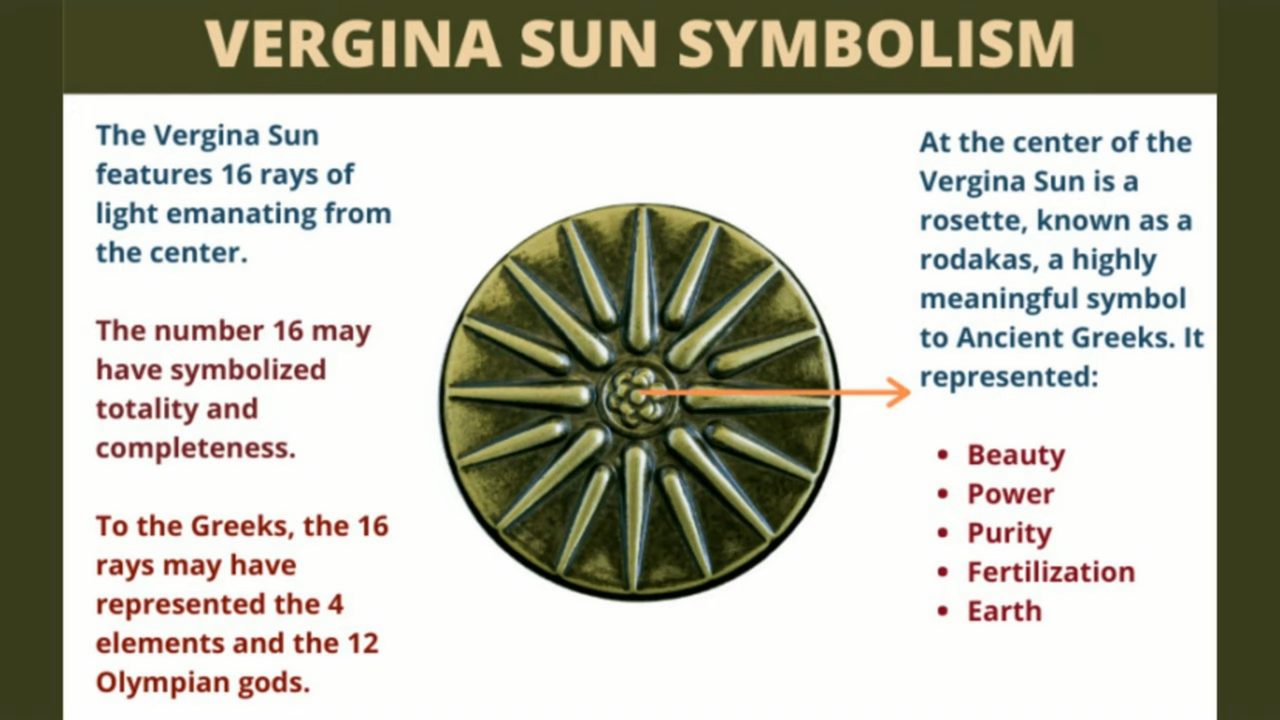 VERGINA SUN SYMBOLISM
The Vergina Sun
features 16 rays of
light emanating from
the center.
The number 16 may
have symbolized
totality and
completeness.
To the Greeks, the 16
rays may have
represented the 4
elements and the 12
Olympian gods.
At the center of the
Vergina Sun is a
rosette, known as a
rodakas, a highly
meaningful symbol
to Ancient Greeks. It
represented:
• Beauty
• Power
• Purity
• Fertilization
• Earth